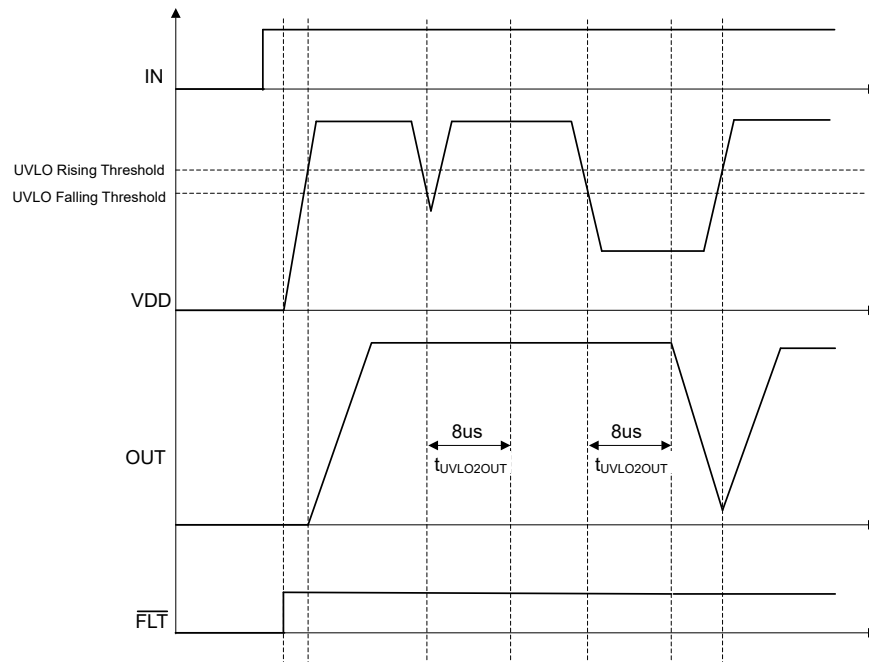 IN
UVLO Rising Threshold
UVLO Falling Threshold
VDD
8us
8us
OUT
tUVLO2OUT
tUVLO2OUT
FLT